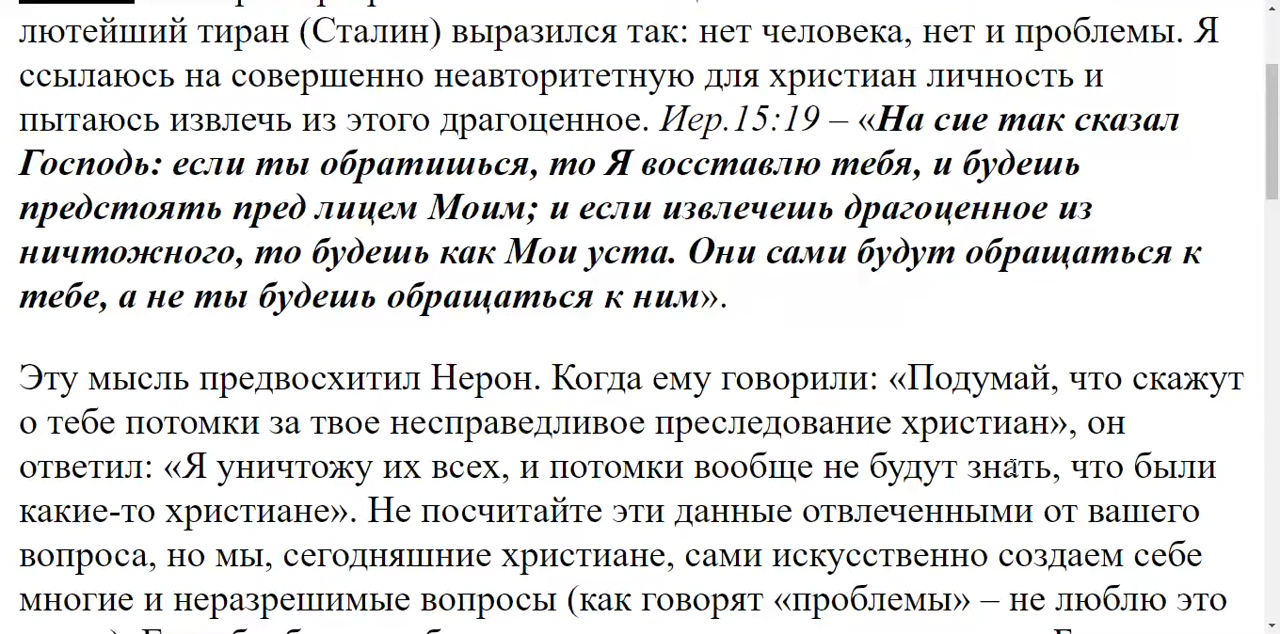 лютейший тиран (Сталин) выразился так: нет человека, нет и проблемы. Я
ссылаюсь на совершенно неавторитетную для христиан личность и
пытаюсь извлечь из этого драгоценное. Иер.15:19 – «На сие так сказал
Господь: если ты обратишься, то Я восставлю тебя, и будешь
предстоять пред лицем Моим; и если извлечешь драгоценное из
ничтожного, то будешь как Мои уста. Они сами будут обращаться к
тебе, а не ты будешь обращаться к ним».
Эту мысль предвосхитил Нерон. Когда ему говорили: «Подумай, что скажут
о тебе потомки за твое несправедливое преследование христиан», он
ответил: «Я уничтожу их всех, и потомки вообще не будут знать, что были
какие-то христиане». Не посчитайте эти данные отвлеченными от вашего
вопроса, но мы, сегодняшние христиане, сами искусственно создаем себе
многие и неразрешимые вопросы (как говорят «проблемы» – не люблю это